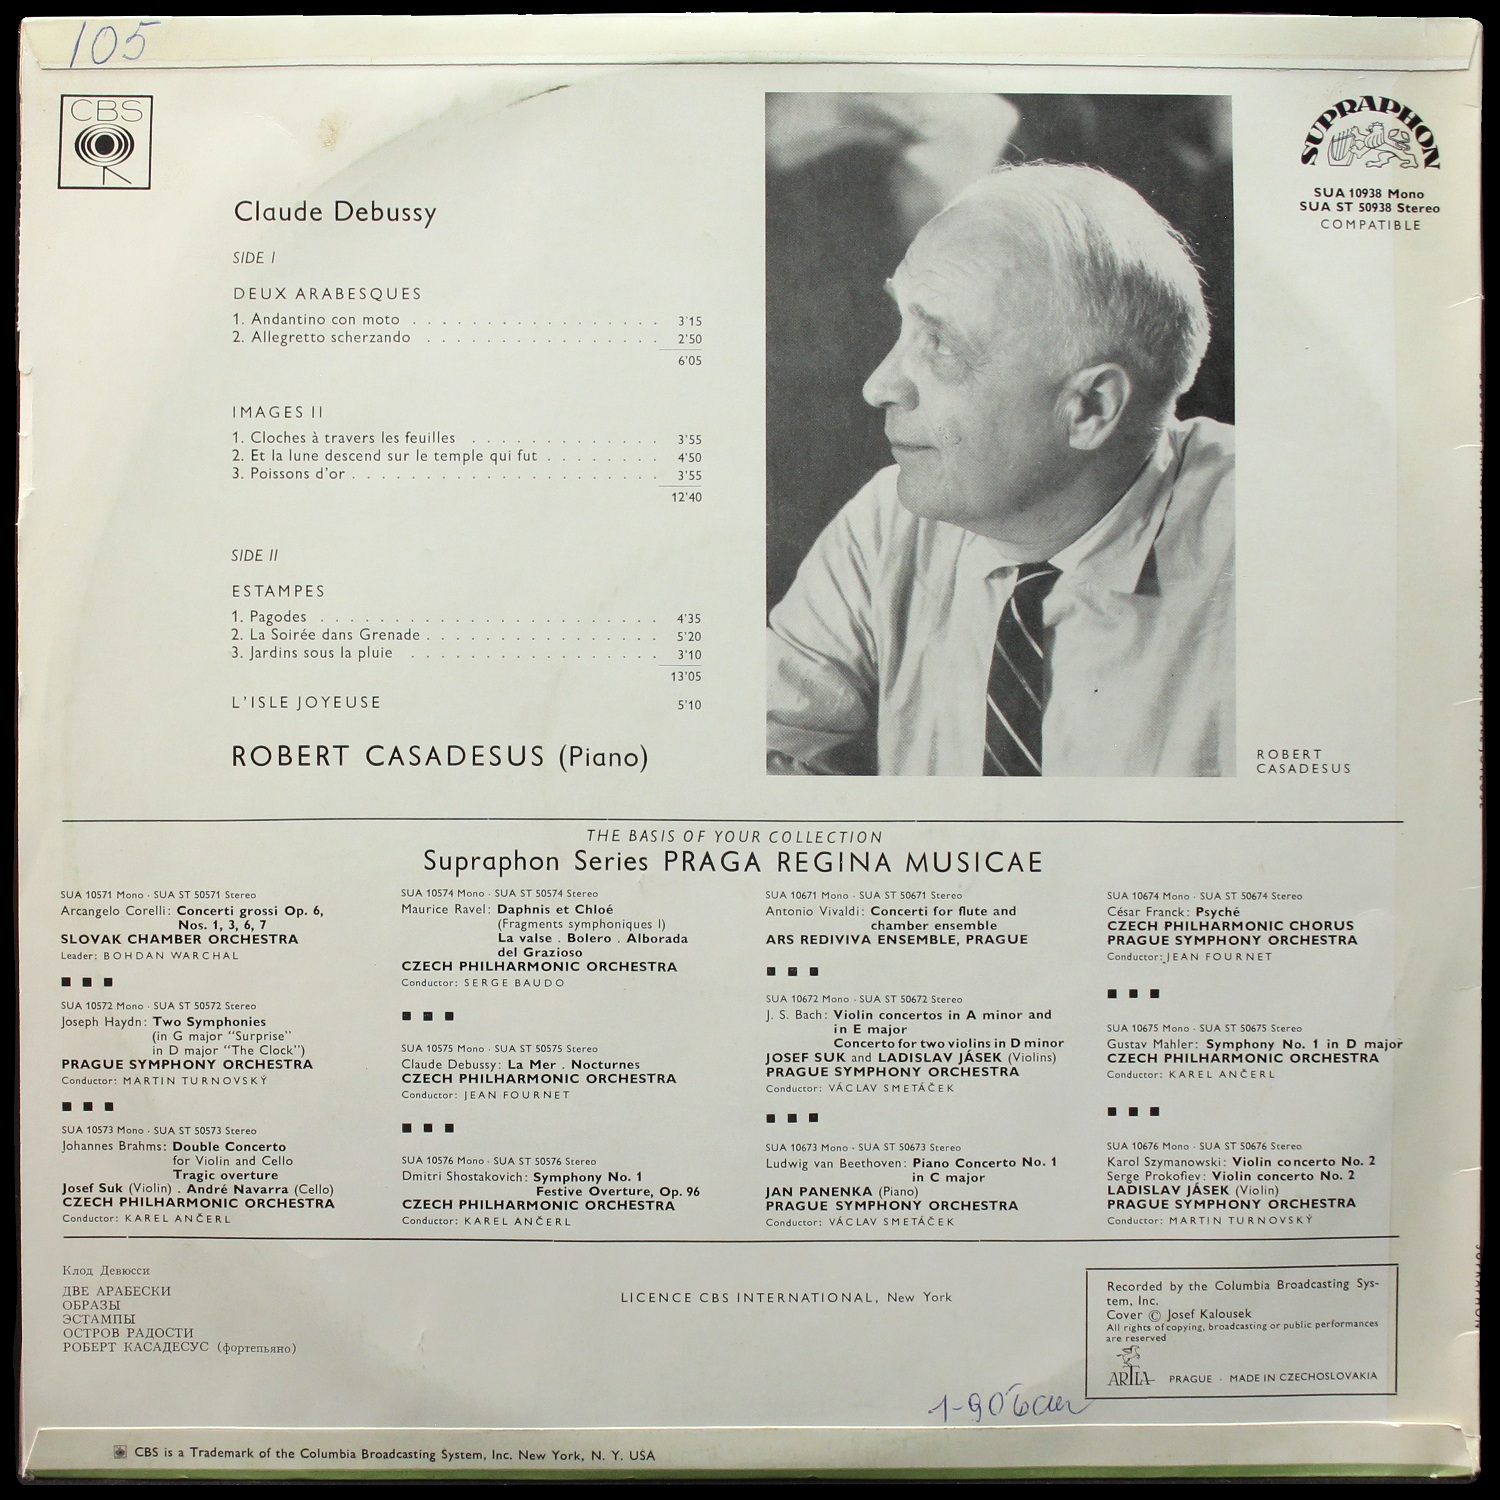 105
CBS
SUPRAPHON
SUA 10938 Mono
SUA ST 50938 Stereo
COMPATIBLE
Claude Debussy
SIDE I
DEUX ARABESQUES
1. Andantino con moto . . . . . . . . . . . . . . . . . 3'15
2. Allegretto scherzando . . . . . . . . . . . . . . . . 2'50
6'05
IMAGES II
1. Cloches à travers les feuilles . . . . . . . . . . . . . 3'55
2. Et la lune descend sur le temple qui fut . . . . . . . . 4'50
3. Poissons d'or . . . . . . . . . . . . . . . . . . . . . 3'55
12'40
SIDE II
ESTAMPES
1. Pagodes . . . . . . . . . . . . . . . . . . . . . . . 4'35
2. La Soirée dans Grenade . . . . . . . . . . . . . . . . 5'20
3. Jardins sous la pluie . . . . . . . . . . . . . . . . . 3'10
13'05
L'ISLE JOYEUSE 5'10
ROBERT CASADESUS (Piano)
ROBERT
CASADESUS
THE BASIS OF YOUR COLLECTION
Supraphon Series PRAGA REGINA MUSICAE
SUA 10571 Mono · SUA ST 50571 Stereo
Arcangelo Corelli: Concerti grossi Op. 6,
Nos. 1, 3, 6, 7
SLOVAK CHAMBER ORCHESTRA
Leader: BOHDAN WARCHAL
SUA 10572 Mono · SUA ST 50572 Stereo
Joseph Haydn: Two Symphonies
(in G major "Surprise"
in D major "The Clock")
PRAGUE SYMPHONY ORCHESTRA
Conductor: MARTIN TURNOVSKÝ
SUA 10573 Mono · SUA ST 50573 Stereo
Johannes Brahms: Double Concerto
for Violin and Cello
Tragic overture
Josef Suk (Violin) . André Navarra (Cello)
CZECH PHILHARMONIC ORCHESTRA
Conductor: KAREL ANČERL
SUA 10574 Mono · SUA ST 50574 Stereo
Maurice Ravel: Daphnis et Chloé
(Fragments symphoniques I)
La valse . Bolero . Alborada
del Grazioso
CZECH PHILHARMONIC ORCHESTRA
Conductor: SERGE BAUDO
SUA 10575 Mono · SUA ST 50575 Stereo
Claude Debussy: La Mer . Nocturnes
CZECH PHILHARMONIC ORCHESTRA
Conductor: JEAN FOURNET
SUA 10576 Mono · SUA ST 50576 Stereo
Dmitri Shostakovich: Symphony No. 1
Festive Overture, Op. 96
CZECH PHILHARMONIC ORCHESTRA
Conductor: KAREL ANČERL
SUA 10671 Mono · SUA ST 50671 Stereo
Antonio Vivaldi: Concerti for flute and
chamber ensemble
ARS REDIVIVA ENSEMBLE, PRAGUE
SUA 10672 Mono · SUA ST 50672 Stereo
J. S. Bach: Violin concertos in A minor and
in E major
Concerto for two violins in D minor
JOSEF SUK and LADISLAV JÁSEK (Violins)
PRAGUE SYMPHONY ORCHESTRA
Conductor: VÁCLAV SMETÁČEK
SUA 10673 Mono · SUA ST 50673 Stereo
Ludwig van Beethoven: Piano Concerto No. 1
in C major
JAN PANENKA (Piano)
PRAGUE SYMPHONY ORCHESTRA
Conductor: VÁCLAV SMETÁČEK
SUA 10674 Mono · SUA ST 50674 Stereo
César Franck: Psyché
CZECH PHILHARMONIC CHORUS
PRAGUE SYMPHONY ORCHESTRA
Conductor: JEAN FOURNET
SUA 10675 Mono · SUA ST 50675 Stereo
Gustav Mahler: Symphony No. 1 in D major
CZECH PHILHARMONIC ORCHESTRA
Conductor: KAREL ANČERL
SUA 10676 Mono · SUA ST 50676 Stereo
Karol Szymanowski: Violin concerto No. 2
Serge Prokofiev: Violin concerto No. 2
LADISLAV JÁSEK (Violin)
PRAGUE SYMPHONY ORCHESTRA
Conductor: MARTIN TURNOVSKÝ
Клод Девюсси
ДВЕ АРАБЕСКИ
ОБРАЗЫ
ЭСТАМПЫ
ОСТРОВ РАДОСТИ
РОБЕРТ КАСАДЕСУС (фортепьяно)
LICENCE CBS INTERNATIONAL, New York
Recorded by the Columbia Broadcasting Sys-
tem, Inc.
Cover © Josef Kalousek
All rights of copying, broadcasting or public performances
are reserved
ARTIA PRAGUE · MADE IN CZECHOSLOVAKIA
1-90
CBS is a Trademark of the Columbia Broadcasting System, Inc. New York, N. Y. USA